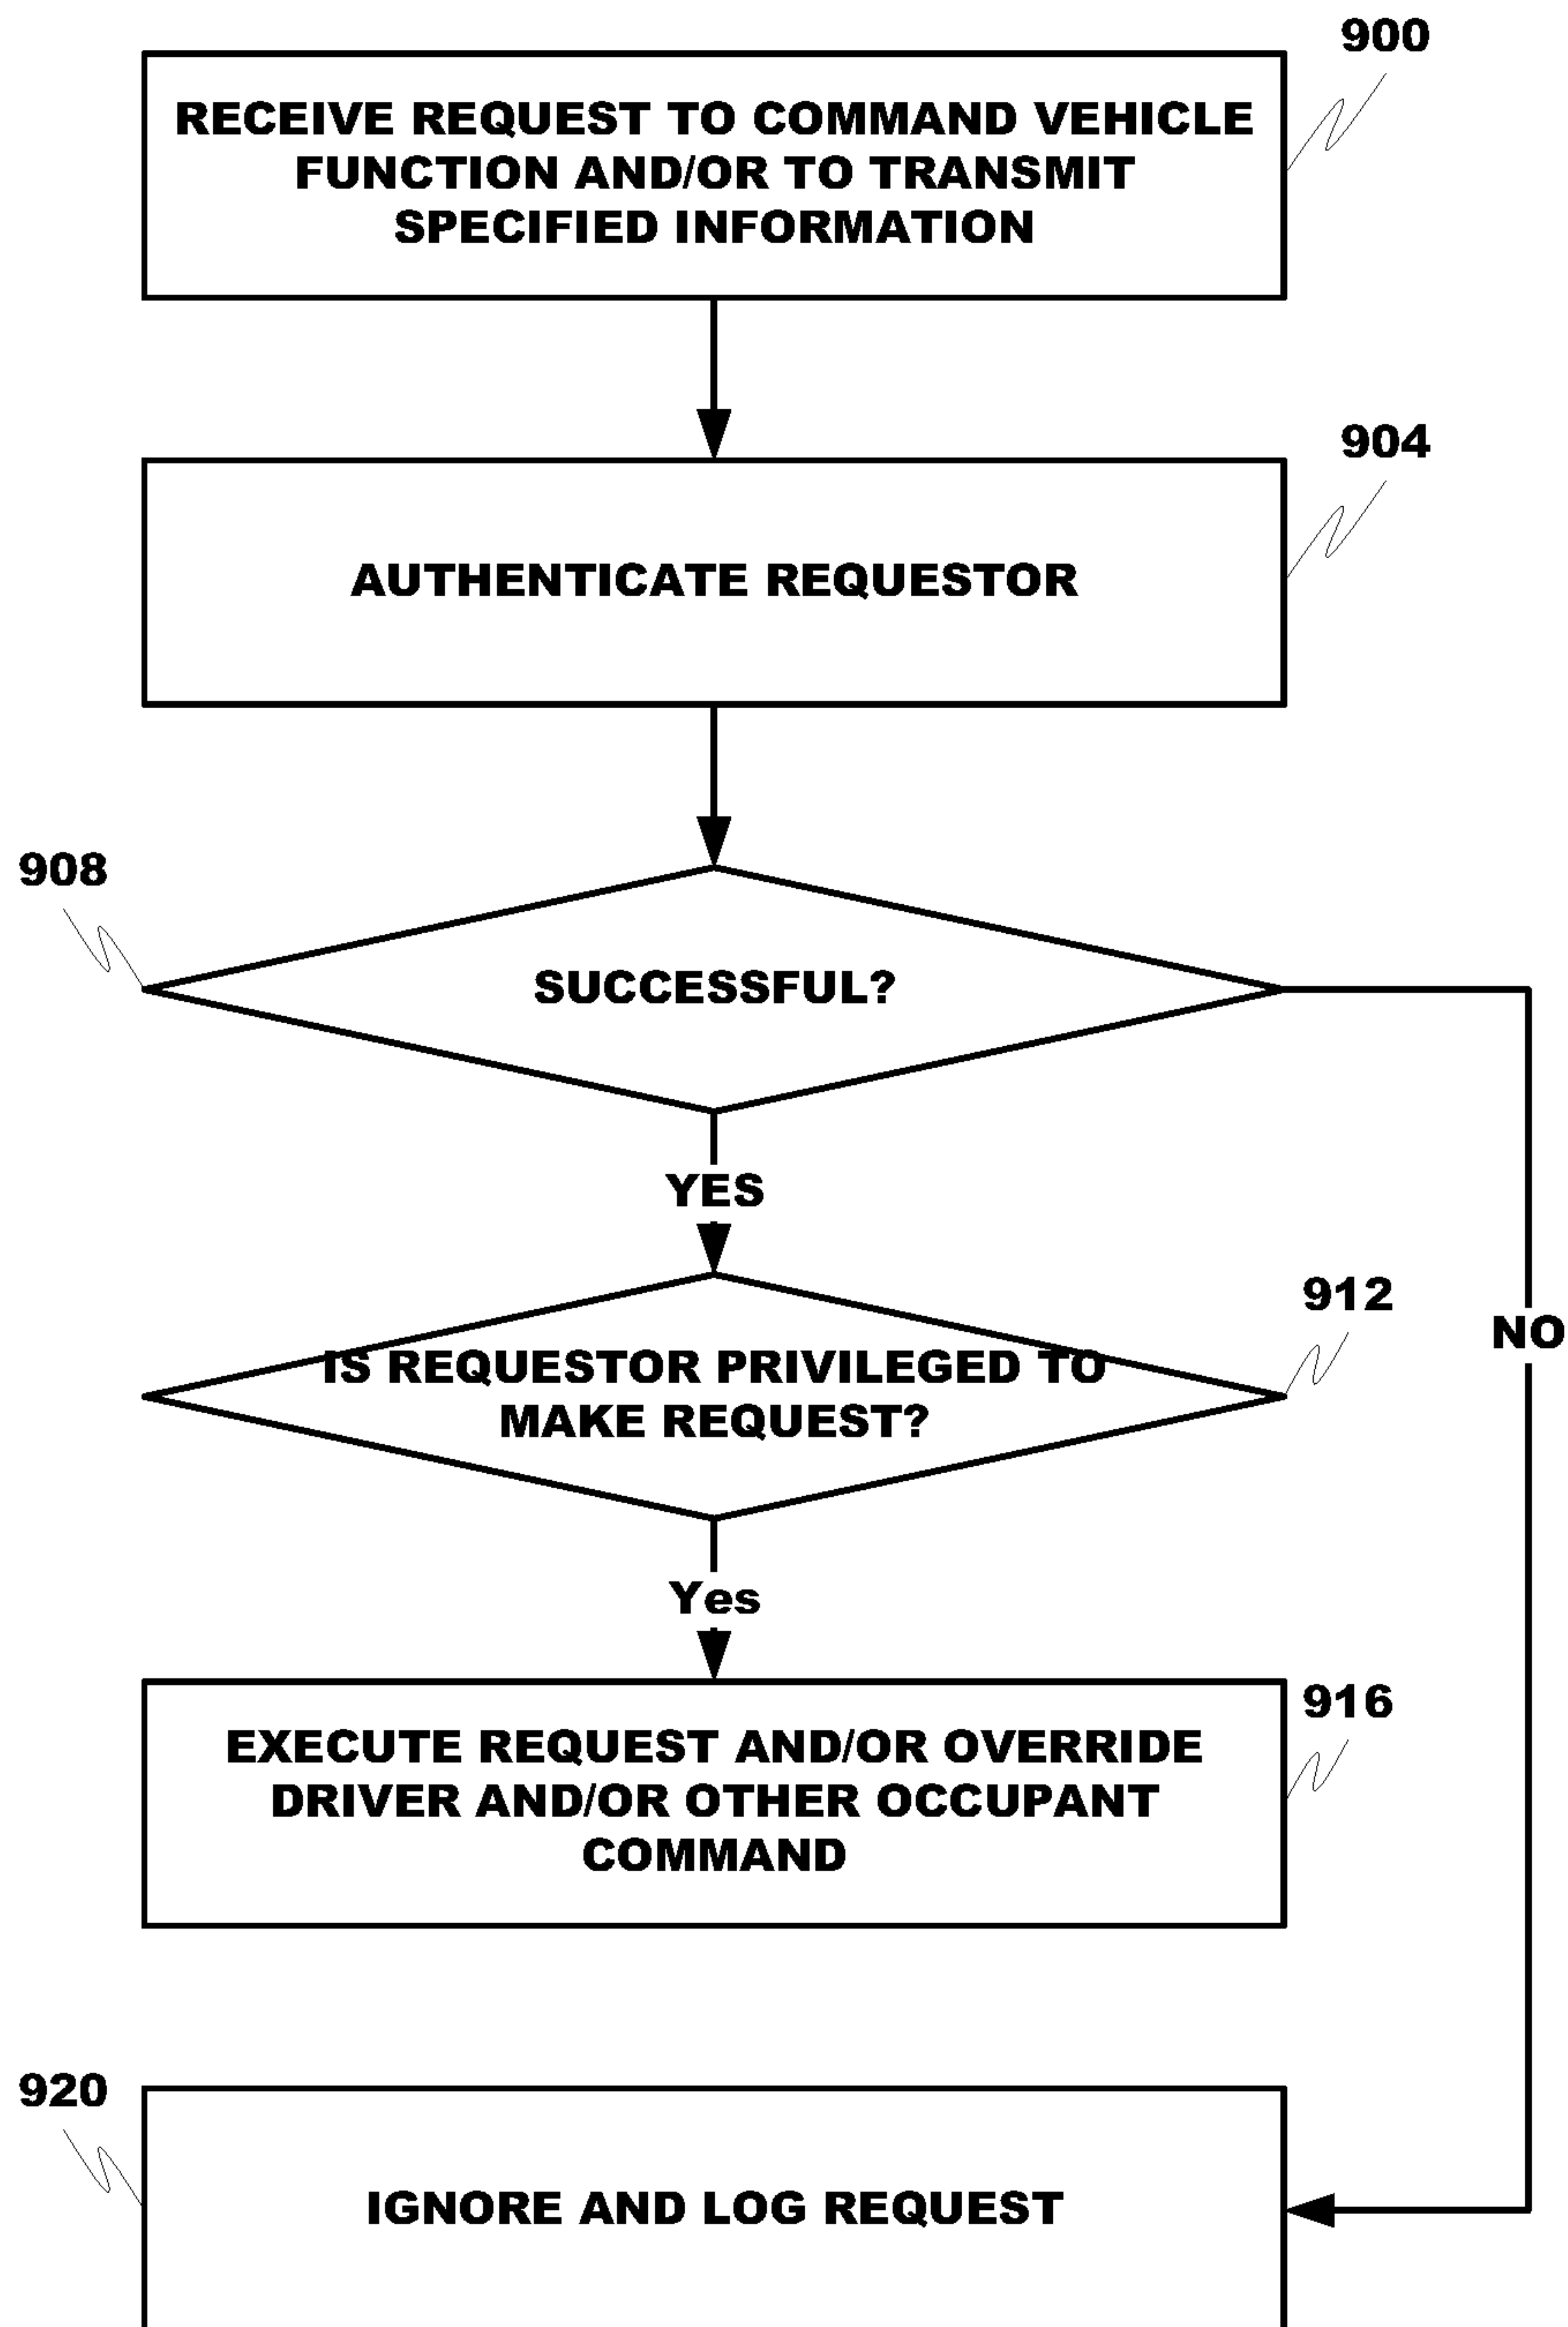 900
RECEIVE REQUEST TO COMMAND VEHICLE
FUNCTION AND/OR TO TRANSMIT
SPECIFIED INFORMATION
904
AUTHENTICATE REQUESTOR
908
SUCCESSFUL?
YES
912
NO
IS REQUESTOR PRIVILEGED TO
MAKE REQUEST?
Yes
916
EXECUTE REQUEST AND/OR OVERRIDE
DRIVER AND/OR OTHER OCCUPANT
COMMAND
920
IGNORE AND LOG REQUEST